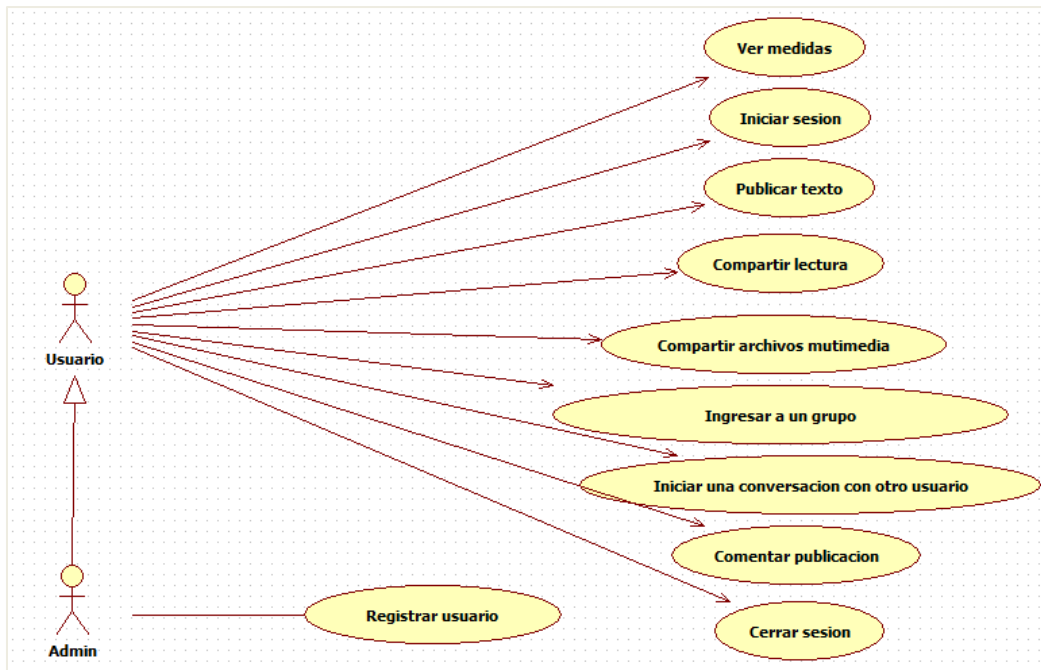 Ver medidas
Iniciar sesion
Publicar texto
Compartir lectura
Usuario
Compartir archivos mutimedia
Ingresar a un grupo
Iniciar una conversacion con otro usuario
Comentar publicacion
Registrar usuario
Cerrar sesion
Admin